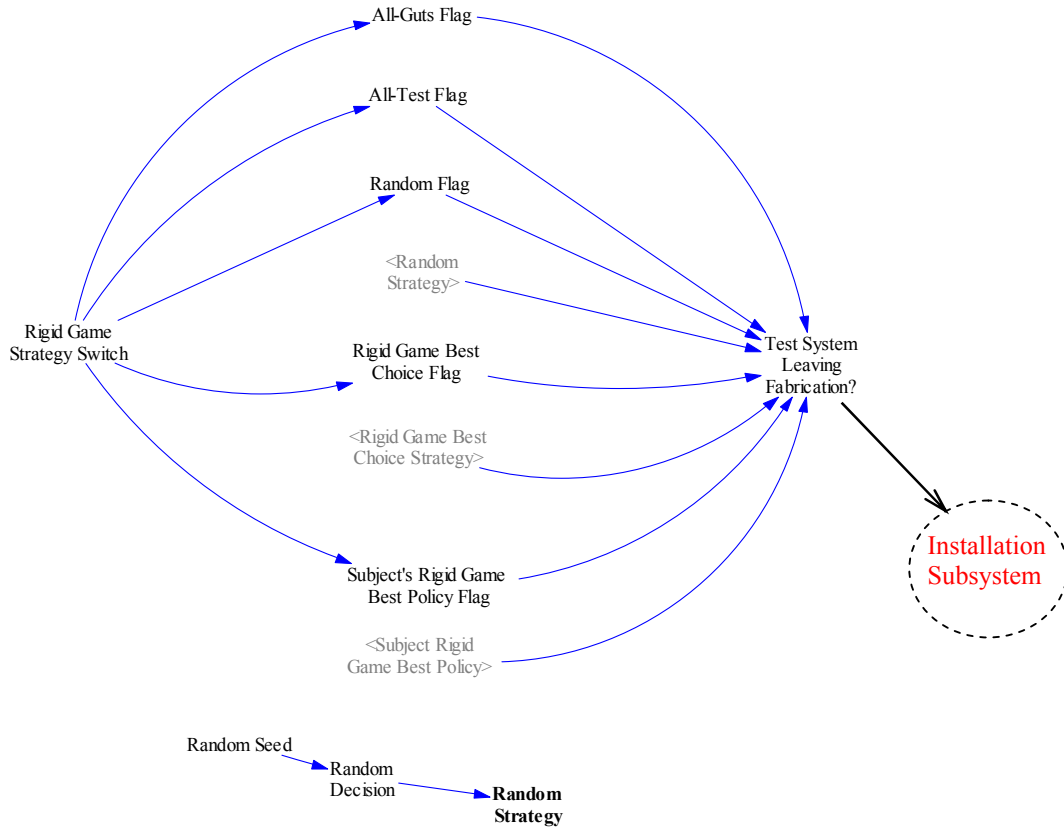 All-Guts Flag
All-Test Flag
Random Flag
<Random
Strategy>
Rigid Game
Strategy Switch
Rigid Game Best
Choice Flag
Test System
Leaving
Fabrication?
<Rigid Game Best
Choice Strategy>
Installation
Subsystem
Subject's Rigid Game
Best Policy Flag
<Subject Rigid
Game Best Policy>
Random Seed
Random
Decision
Random
Strategy